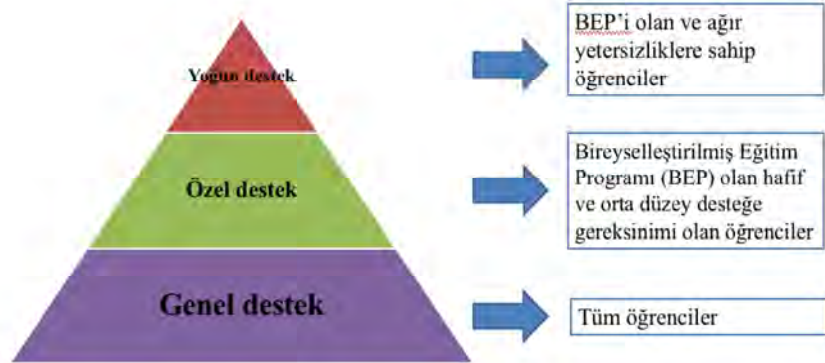 Yoğun destek
BEP'i olan ve ağır
yetersizliklere sahip
öğrenciler
Özel destek
Bireyselleştirilmiş Eğitim
Programı (BEP) olan hafif
ve orta düzey desteğe
gereksinimi olan öğrenciler
Genel destek
Tüm öğrenciler